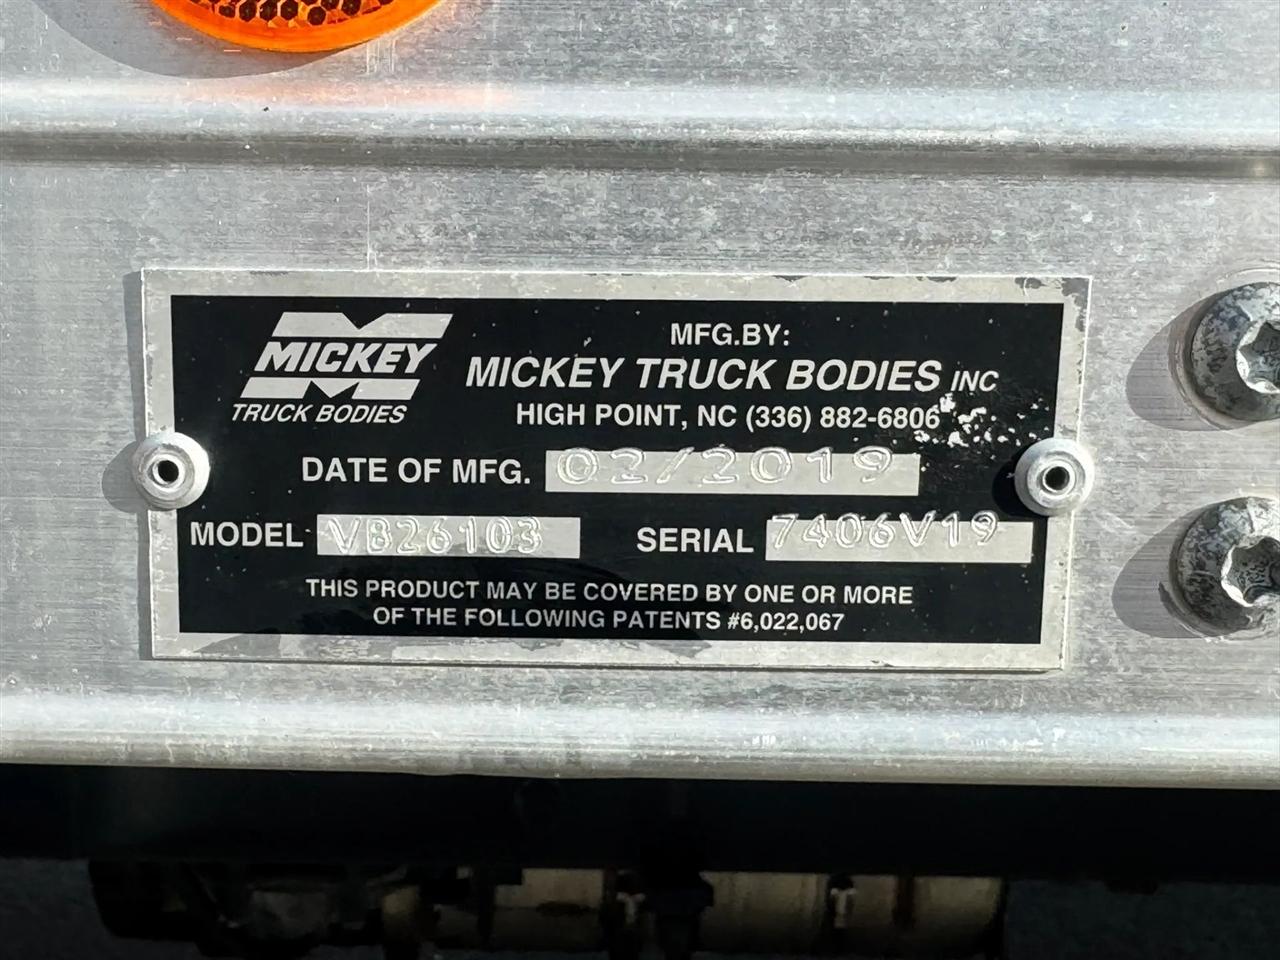 MICKEY
TRUCK BODIES
MFG.BY:
MICKEY TRUCK BODIES INC
HIGH POINT, NC (336) 882-6806
DATE OF MFG. 02/2019
MODEL VB26103 SERIAL 7406V19
THIS PRODUCT MAY BE COVERED BY ONE OR MORE
OF THE FOLLOWING PATENTS #6,022,067